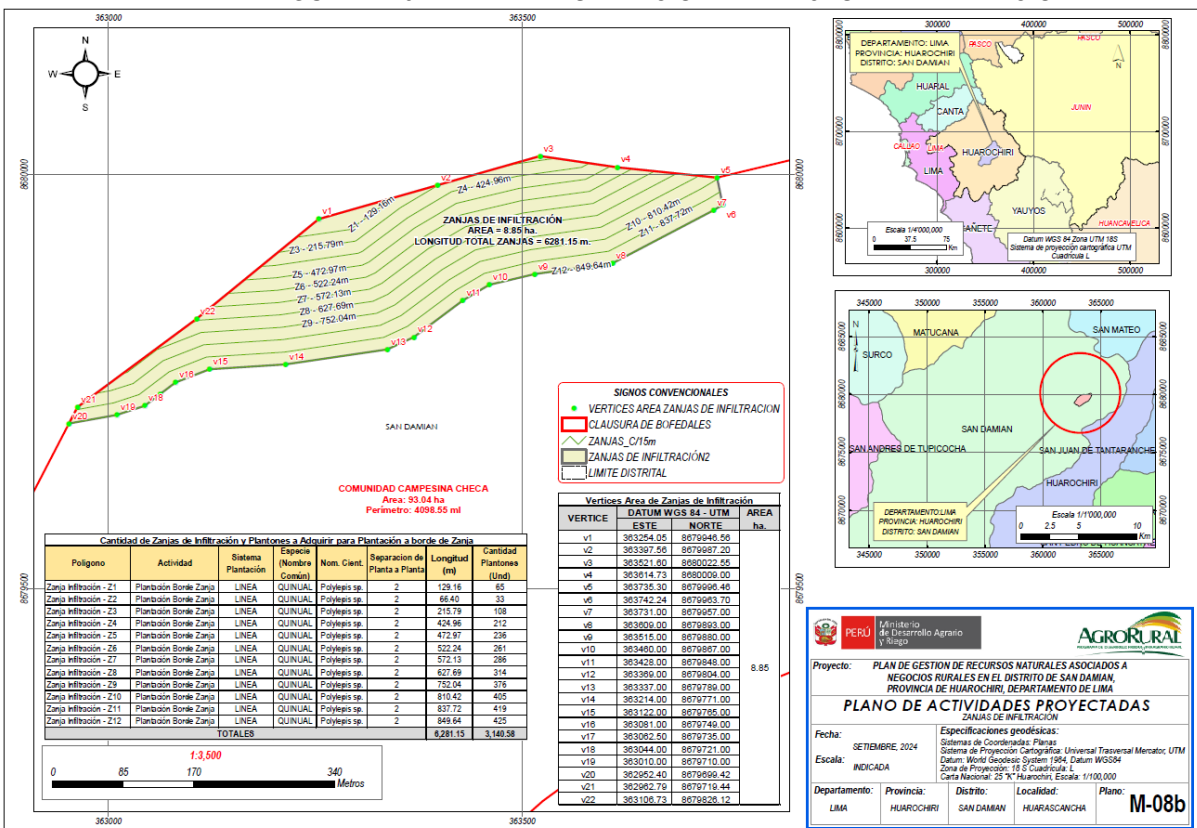 363000
363500
N
W
E
S
8680000
8679500
v1
v2
v3
v4
v5
v6
v7
v8
v9
v10
v11
v12
v13
v14
v15
v16
v18
v19
v20
v21
v22
Z1 - 129.16m
Z3 - 215.79m
Z4 - 424.96m
Z5 - 472.97m
Z6 - 522.24m
Z7 - 572.13m
Z8 - 627.69m
Z9 - 752.04m
Z10 - 810.42m
Z11 - 837.72m
Z12 - 849.64m
ZANJAS DE INFILTRACIÓN
AREA = 8.85 ha.
LONGITUD TOTAL ZANJAS = 6281.15 m.
SAN DAMIAN
COMUNIDAD CAMPESINA CHECA
Area: 93.04 ha
Perímetro: 4098.55 ml
SIGNOS CONVENCIONALES
VERTICES AREA ZANJAS DE INFILTRACION
CLAUSURA DE BOFEDALES
ZANJAS_C/15m
ZANJAS DE INFILTRACIÓN2
LIMITE DISTRITAL
Cantidad de Zanjas de Infiltración y Plantones a Adquirir para Plantación a borde de Zanja
Poligono Actividad Sistema Plantación Especie (Nombre Común) Nom. Cient. Separacion de Planta a Planta Longitud (m) Cantidad Plantones (Und)
Zanja Infiltración - Z1 Plantación Borde Zanja LINEA QUINUAL Polylepis sp. 2 129.16 65
Zanja Infiltración - Z2 Plantación Borde Zanja LINEA QUINUAL Polylepis sp. 2 66.40 33
Zanja Infiltración - Z3 Plantación Borde Zanja LINEA QUINUAL Polylepis sp. 2 215.79 108
Zanja Infiltración - Z4 Plantación Borde Zanja LINEA QUINUAL Polylepis sp. 2 424.96 212
Zanja Infiltración - Z5 Plantación Borde Zanja LINEA QUINUAL Polylepis sp. 2 472.97 236
Zanja Infiltración - Z6 Plantación Borde Zanja LINEA QUINUAL Polylepis sp. 2 522.24 261
Zanja Infiltración - Z7 Plantación Borde Zanja LINEA QUINUAL Polylepis sp. 2 572.13 286
Zanja Infiltración - Z8 Plantación Borde Zanja LINEA QUINUAL Polylepis sp. 2 627.69 314
Zanja Infiltración - Z9 Plantación Borde Zanja LINEA QUINUAL Polylepis sp. 2 752.04 376
Zanja Infiltración - Z10 Plantación Borde Zanja LINEA QUINUAL Polylepis sp. 2 810.42 405
Zanja Infiltración - Z11 Plantación Borde Zanja LINEA QUINUAL Polylepis sp. 2 837.72 419
Zanja Infiltración - Z12 Plantación Borde Zanja LINEA QUINUAL Polylepis sp. 2 849.64 425
TOTALES 6,281.15 3,140.58
1:3,500
0 85 170 340
Metros
363000
363500
Vertices Area de Zanjas de Infiltración
VERTICE DATUM WGS 84 - UTM AREA
ESTE NORTE ha.
v1 363254.05 8679946.56
v2 363397.56 8679987.20
v3 363521.60 8680022.55
v4 363614.73 8680009.00
v5 363735.30 8679996.46
v6 363742.24 8679963.70
v7 363731.00 8679957.00
v8 363609.00 8679893.00
v9 363515.00 8679880.00
v10 363460.00 8679867.00
v11 363428.00 8679848.00
8.85
v12 363369.00 8679804.00
v13 363337.00 8679789.00
v14 363214.00 8679771.00
v15 363122.00 8679765.00
v16 363081.00 8679749.00
v17 363062.50 8679735.00
v18 363044.00 8679721.00
v19 363010.00 8679710.00
v20 362952.40 8679699.42
v21 362962.79 8679719.44
v22 363106.73 8679826.12
300000 400000 500000
8800000
8700000
8600000
DEPARTAMENTO: LIMA
PROVINCIA: HUAROCHIRI
DISTRITO: SAN DAMIAN
PASCO
PASCO
HUARAL
CANTA
JUNIN
CALLAO
LIMA
HUAROCHIRI
LIMA
YAUYOS
HUANCAVELICA
AÑETE
Escala 1/4'000,000
0 37.5 75
Km
Datum WGS 84 Zona UTM 18S
Sistema de proyección cartográfica UTM
Cuadrícula L
300000 400000 500000
345000 350000 355000 360000 365000
8685000
8680000
8675000
8670000
N
MATUCANA
SAN MATEO
SURCO
SAN DAMIAN
SAN ANDRES DE TUPICOCHA
SAN JUAN DE TANTARANCHE
HUAROCHIRI
DEPARTAMENTO:LIMA
PROVINCIA: HUAROCHIRI
DISTRITO: SAN DAMIAN
Escala 1/1'000,000
0 2.5 5 10
Km
345000 350000 355000 360000 365000
PERÚ
Ministerio
de Desarrollo Agrario
y Riego
AGRORURAL
Proyecto: PLAN DE GESTION DE RECURSOS NATURALES ASOCIADOS A
NEGOCIOS RURALES EN EL DISTRITO DE SAN DAMIAN,
PROVINCIA DE HUAROCHIRI, DEPARTAMENTO DE LIMA
PLANO DE ACTIVIDADES PROYECTADAS
ZANJAS DE INFILTRACIÓN
Fecha:
SETIEMBRE, 2024
Escala:
INDICADA
Especificaciones geodésicas:
Sistemas de Coordenadas: Planas
Sistema de Proyección Cartográfica: Universal Trasversal Mercator, UTM
Datum: World Geodesic System 1984, Datum WGS84
Zona de Proyección: 18 S Cuadrícula: L
Carta Nacional: 25 "K" Huarochiri, Escala: 1/100,000
Departamento: Provincia: Distrito: Localidad: Plano:
LIMA HUAROCHIRI SAN DAMIAN HUARASCANCHA M-08b